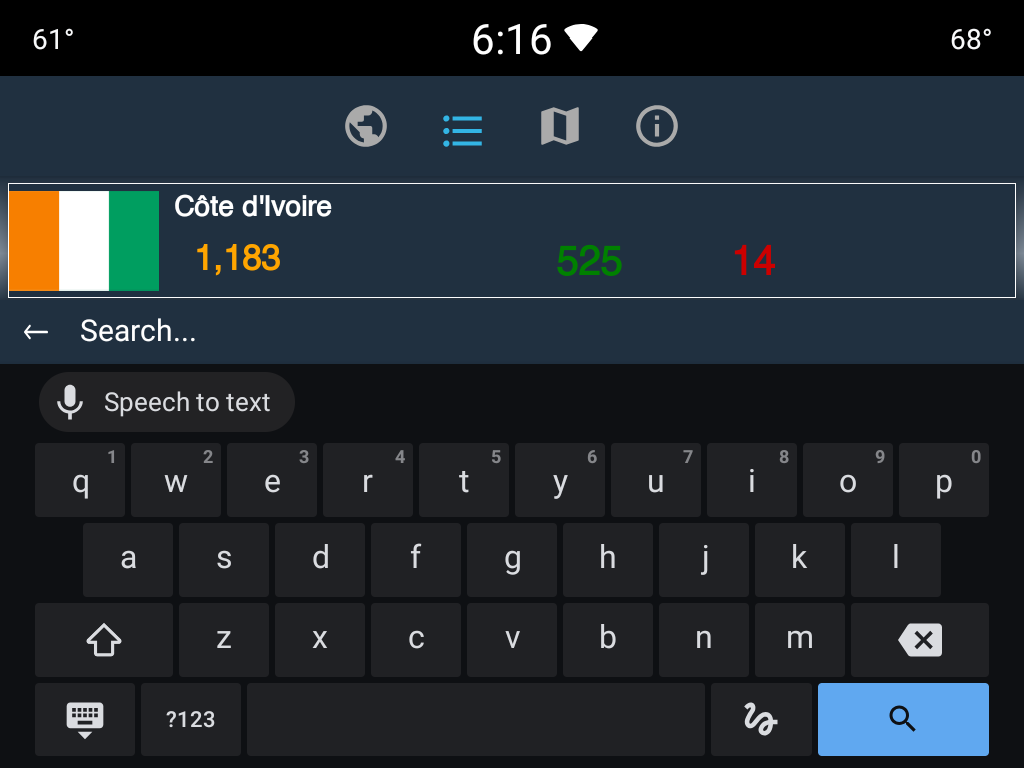 61° 6:16 68°
Côte d'Ivoire
1,183 525 14
Search...
Speech to text
q 1 w 2 e 3 r 4 t 5 y 6 u 7 i 8 o 9 p 0
a s d f g h j k l
z x c v b n m
?123